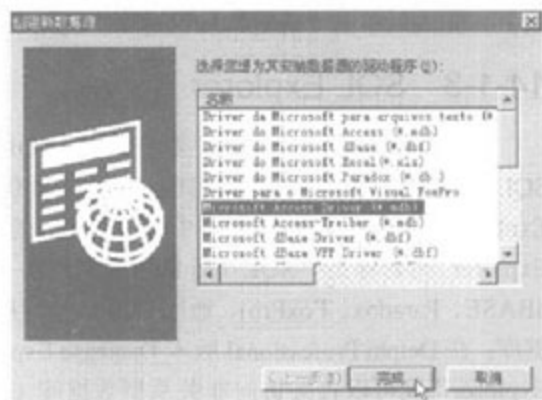 创建新数据源
选择您想为其安装数据源的驱动程序(S):
名称
Driver da Microsoft para arquivos texto (*
Driver do Microsoft Access (*.mdb)
Driver do Microsoft dBase (*.dbf)
Driver do Microsoft Excel(*.xls)
Driver do Microsoft Paradox (*.db )
Driver para o Microsoft Visual FoxPro
Microsoft Access Driver (*.mdb)
Microsoft Access-Treiber (*.mdb)
Microsoft dBase Driver (*.dbf)
Microsoft dBase VFP Driver (*.dbf)
完成
取消